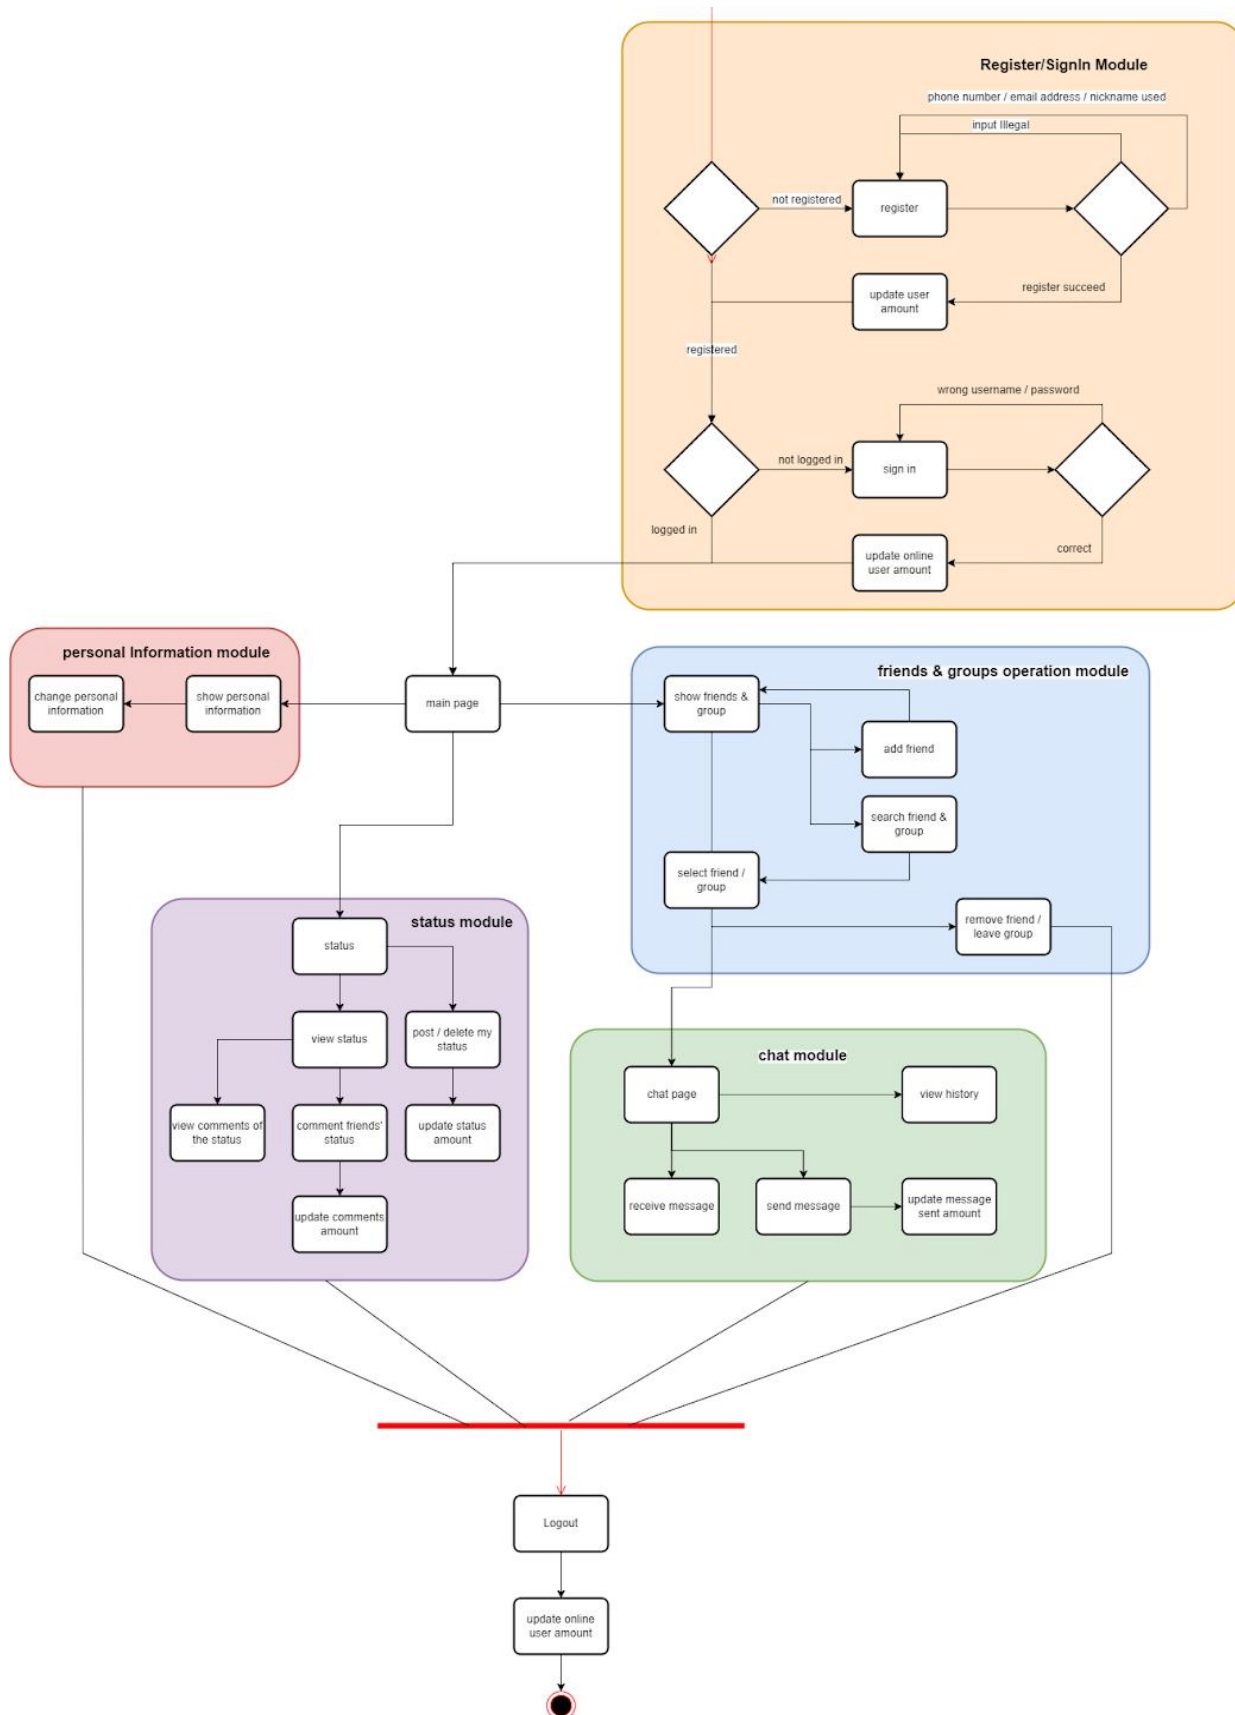 Register/SignIn Module
phone number / email address / nickname used
input Illegal
not registered
register
update user
amount
register succeed
registered
wrong username / password
not logged in
sign in
logged in
update online
user amount
correct
personal Information module
change personal
information
show personal
information
main page
friends & groups operation module
show friends &
group
add friend
search friend &
group
select friend /
group
remove friend /
leave group
status module
status
view status
post / delete my
status
view comments of
the status
comment friends'
status
update status
amount
update comments
amount
chat module
chat page
view history
receive message
send message
update message
sent amount
Logout
update online
user amount